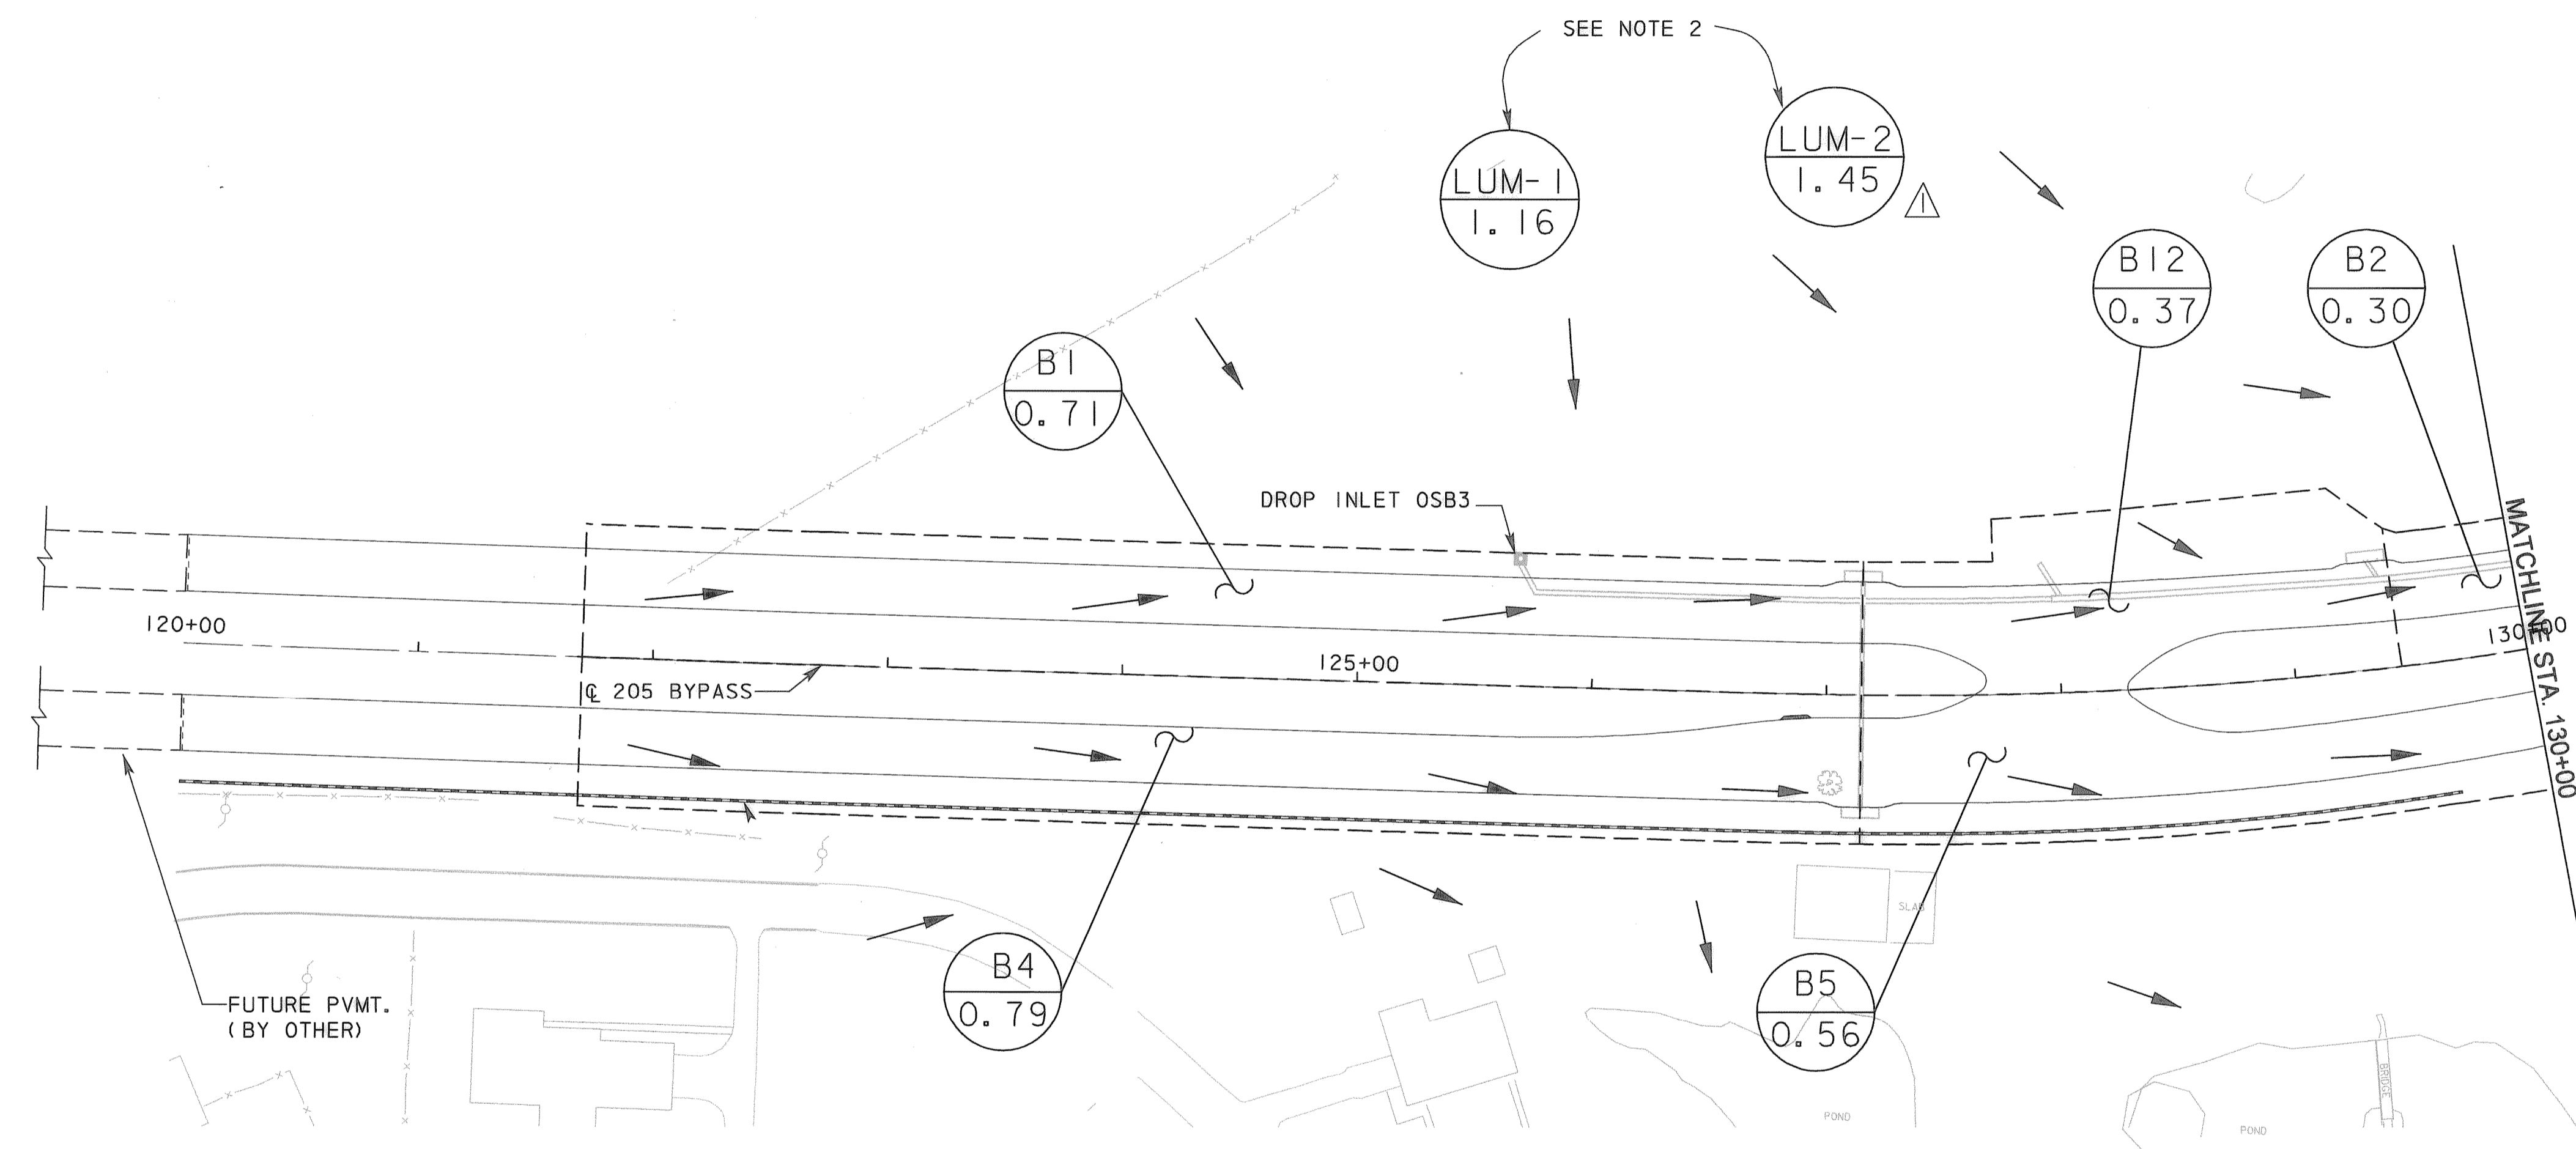 SEE NOTE 2
LUM-1
1.16
LUM-2
1.45
1
B12
0.37
B2
0.30
B1
0.71
DROP INLET OSB3
MATCHLINE STA. 130+00
120+00
125+00
130+00
℄ 205 BYPASS
FUTURE PVMT.
(BY OTHER)
B4
0.79
B5
0.56
SLAB
POND
POND
BRIDGE